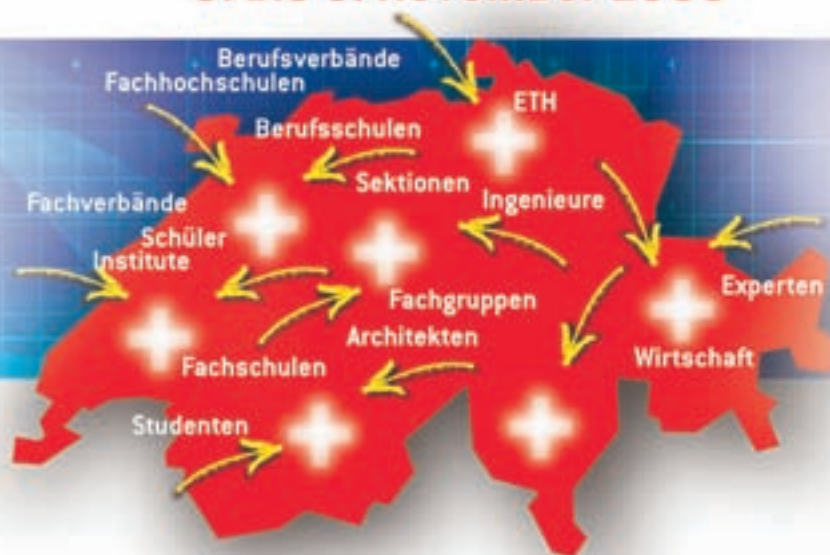 Berufsverbände
Fachhochschulen
ETH
Berufsschulen
Sektionen
Ingenieure
Fachverbände
Schüler
Institute
Experten
Fachgruppen
Architekten
Wirtschaft
Fachschulen
Studenten